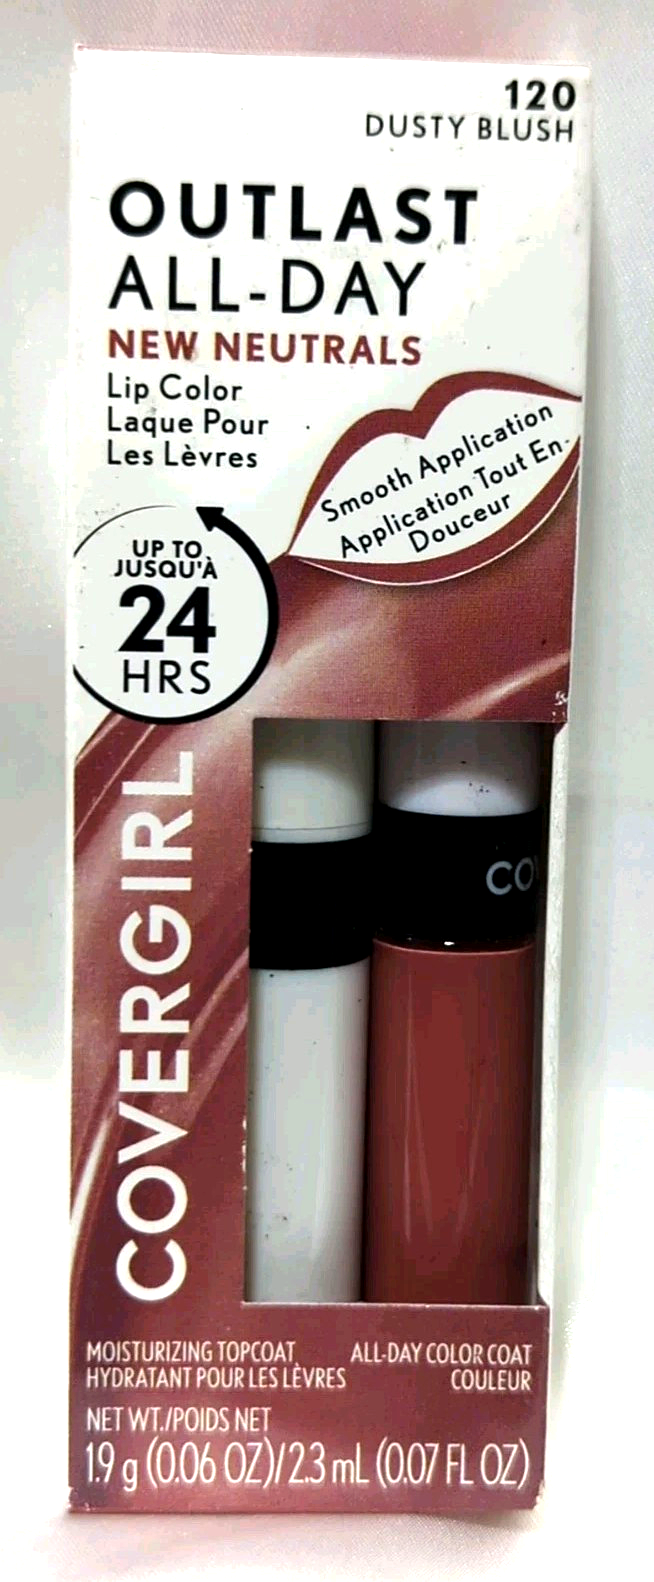 120
DUSTY BLUSH
OUTLAST
ALL-DAY
NEW NEUTRALS
Lip Color
Laque Pour
Les Lèvres
Smooth Application
Application Tout En-
Douceur
UP TO
JUSQU'À
24
HRS
COVERGIRL
CO
MOISTURIZING TOPCOAT
HYDRATANT POUR LES LÈVRES
ALL-DAY COLOR COAT
COULEUR
NET WT./POIDS NET
1.9 g (0.06 OZ)/2.3 mL (0.07 FL OZ)